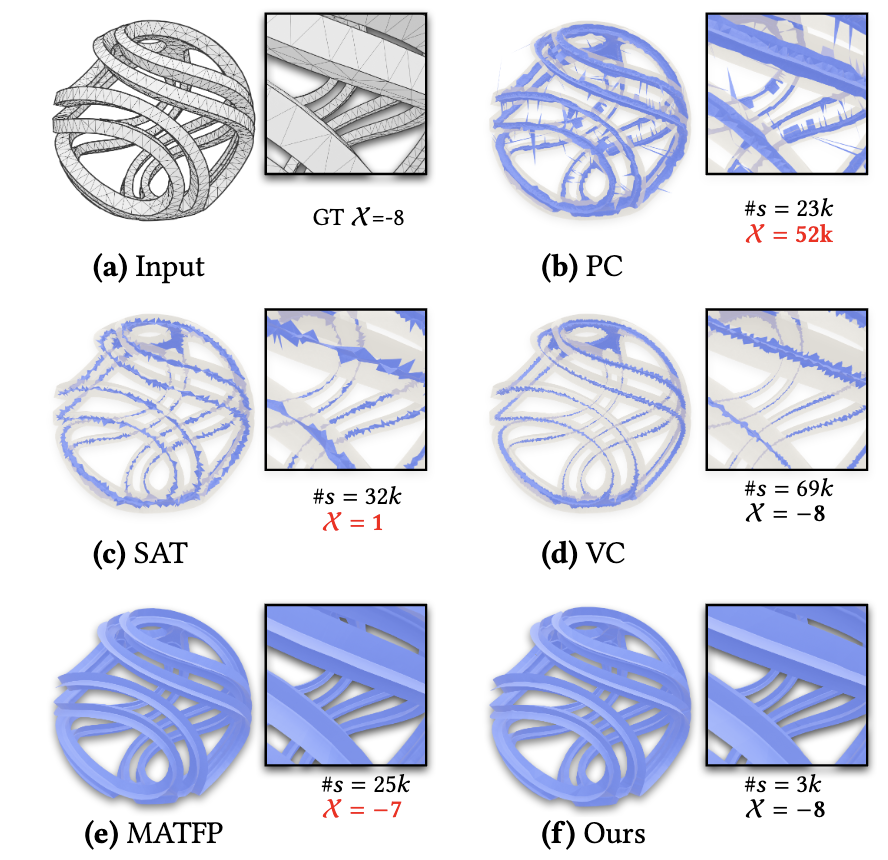 GT 𝒳=-8
(a) Input
#s = 23k
𝒳 = 52k
(b) PC
#s = 32k
𝒳 = 1
(c) SAT
#s = 69k
𝒳 = −8
(d) VC
#s = 25k
𝒳 = −7
(e) MATFP
#s = 3k
𝒳 = −8
(f) Ours